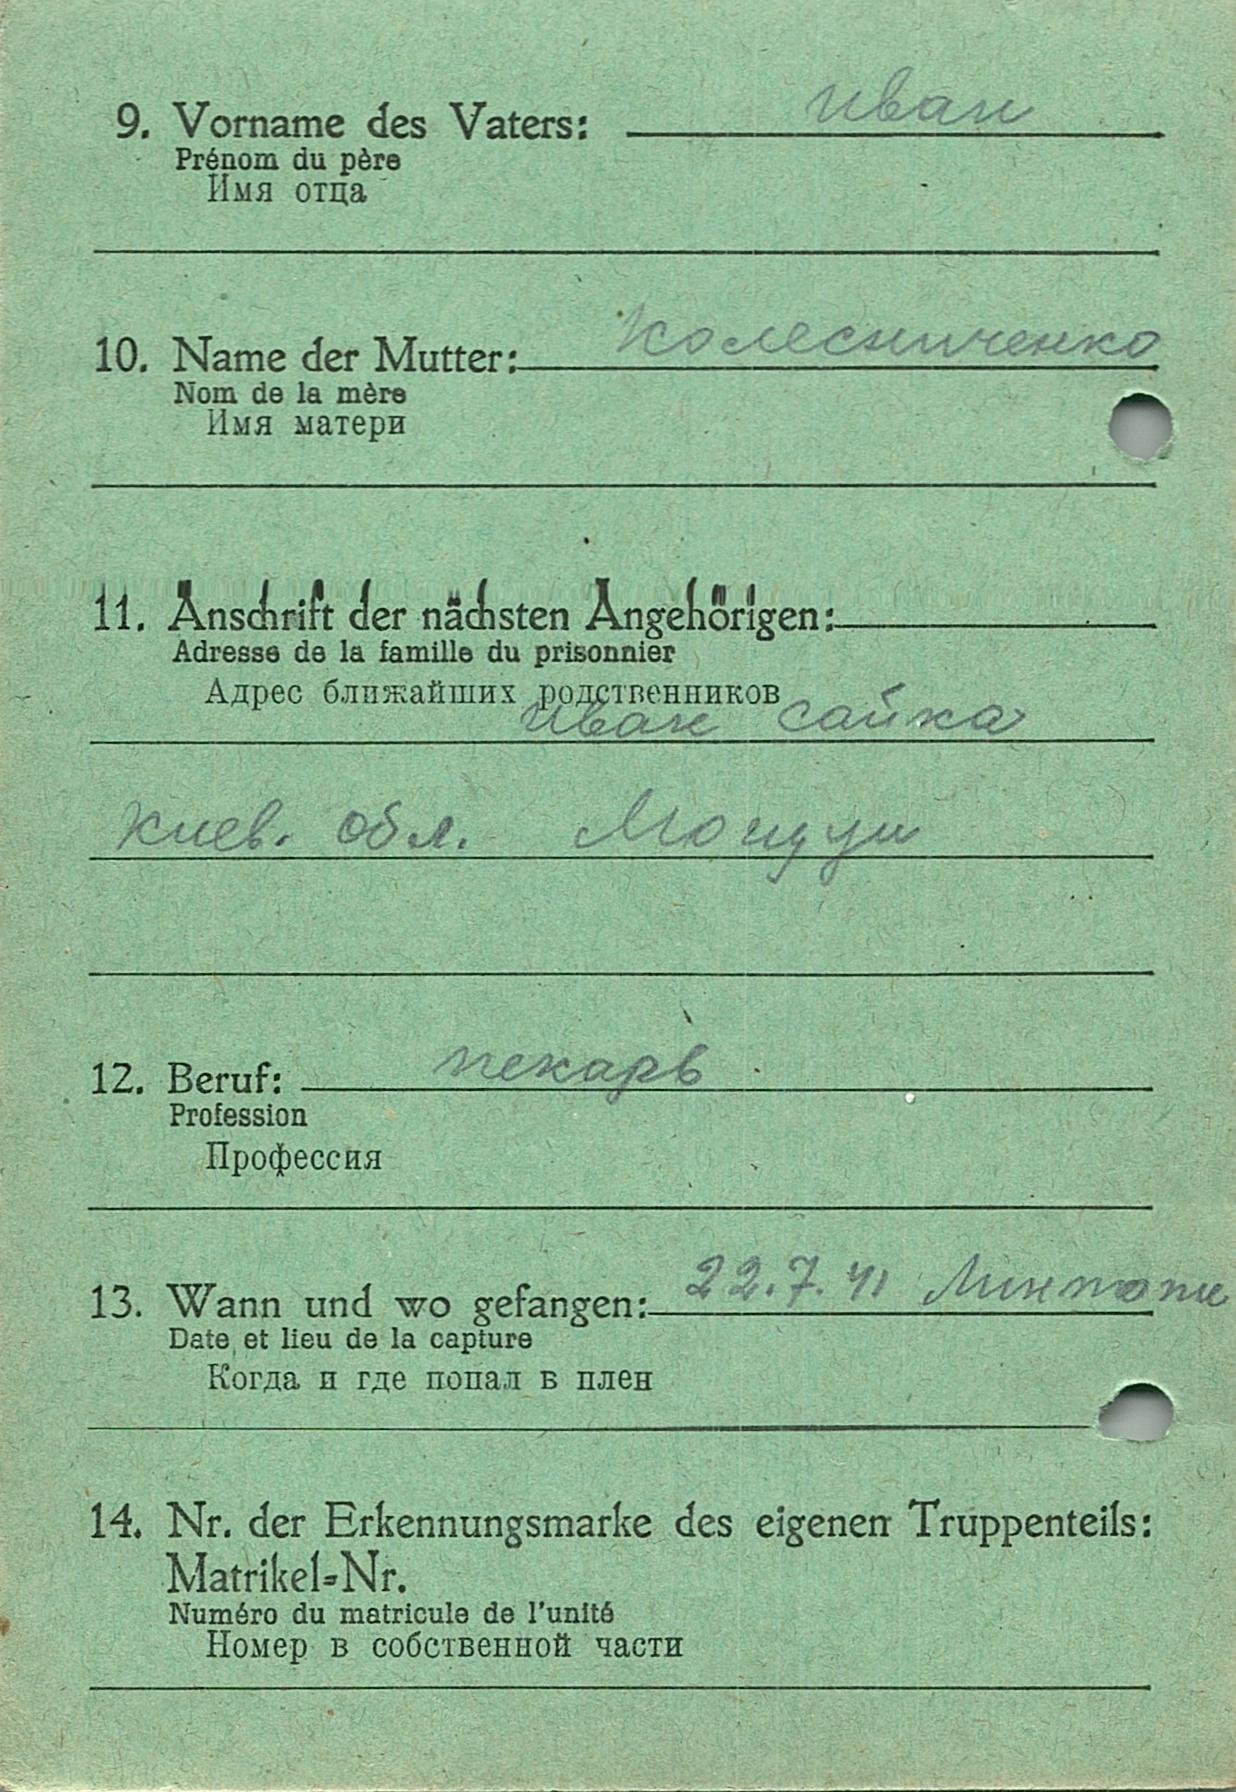 9. Vorname des Vaters: Иван
Prénom du père
Имя отца
10. Name der Mutter: Колесниченко
Nom de la mère
Имя матери
11. Anschrift der nächsten Angehörigen:
Adresse de la famille du prisonnier
Адрес ближайших родственников
Иван Сайка
Киев. обл.
12. Beruf: пекарь
Profession
Профессия
13. Wann und wo gefangen: 22.7.41
Date et lieu de la capture
Когда и где попал в плен
14. Nr. der Erkennungsmarke des eigenen Truppenteils:
Matrikel-Nr.
Numéro du matricule de l'unité
Номер в собственной части